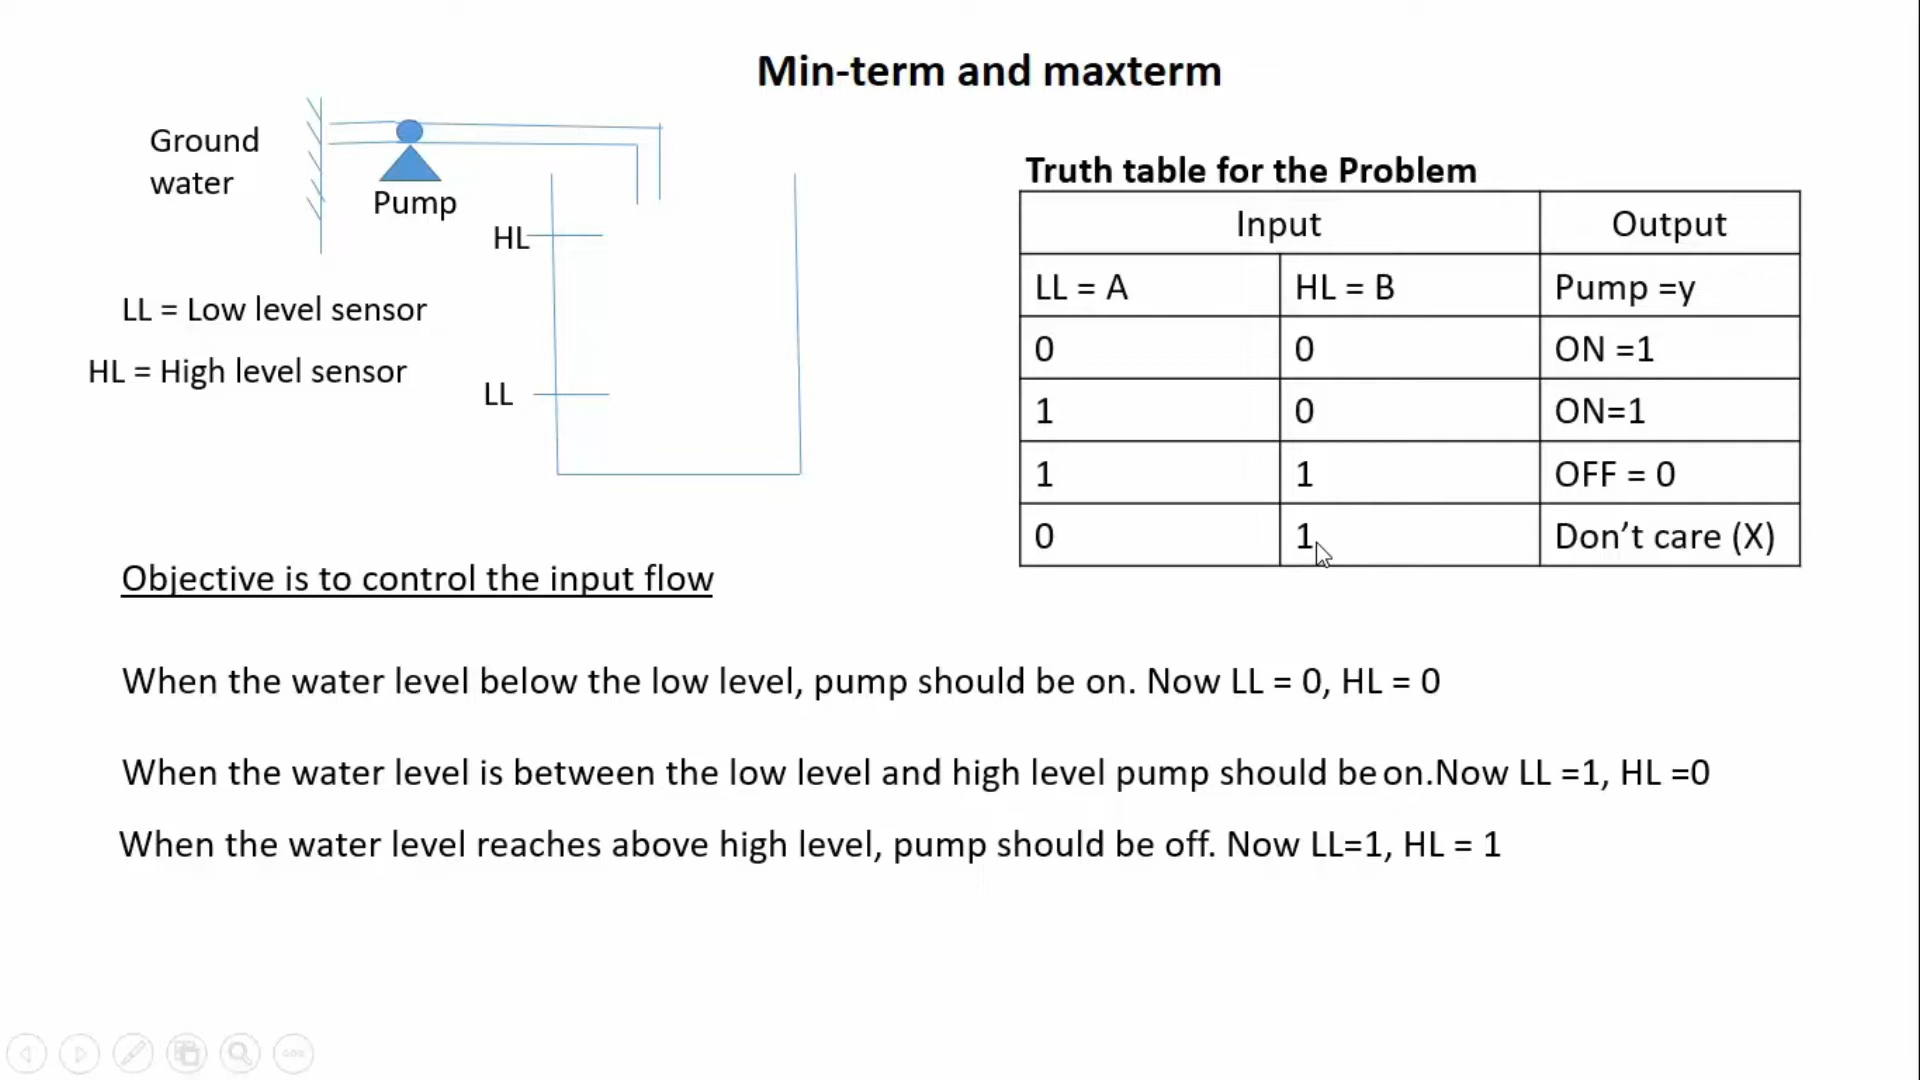 Min-term and maxterm
Ground
water
Pump
HL
LL = Low level sensor
HL = High level sensor
LL
Truth table for the Problem
Input Output
LL = A HL = B Pump =y
0 0 ON =1
1 0 ON=1
1 1 OFF = 0
0 1 Don’t care (X)
Objective is to control the input flow
When the water level below the low level, pump should be on. Now LL = 0, HL = 0
When the water level is between the low level and high level pump should be on.Now LL =1, HL =0
When the water level reaches above high level, pump should be off. Now LL=1, HL = 1